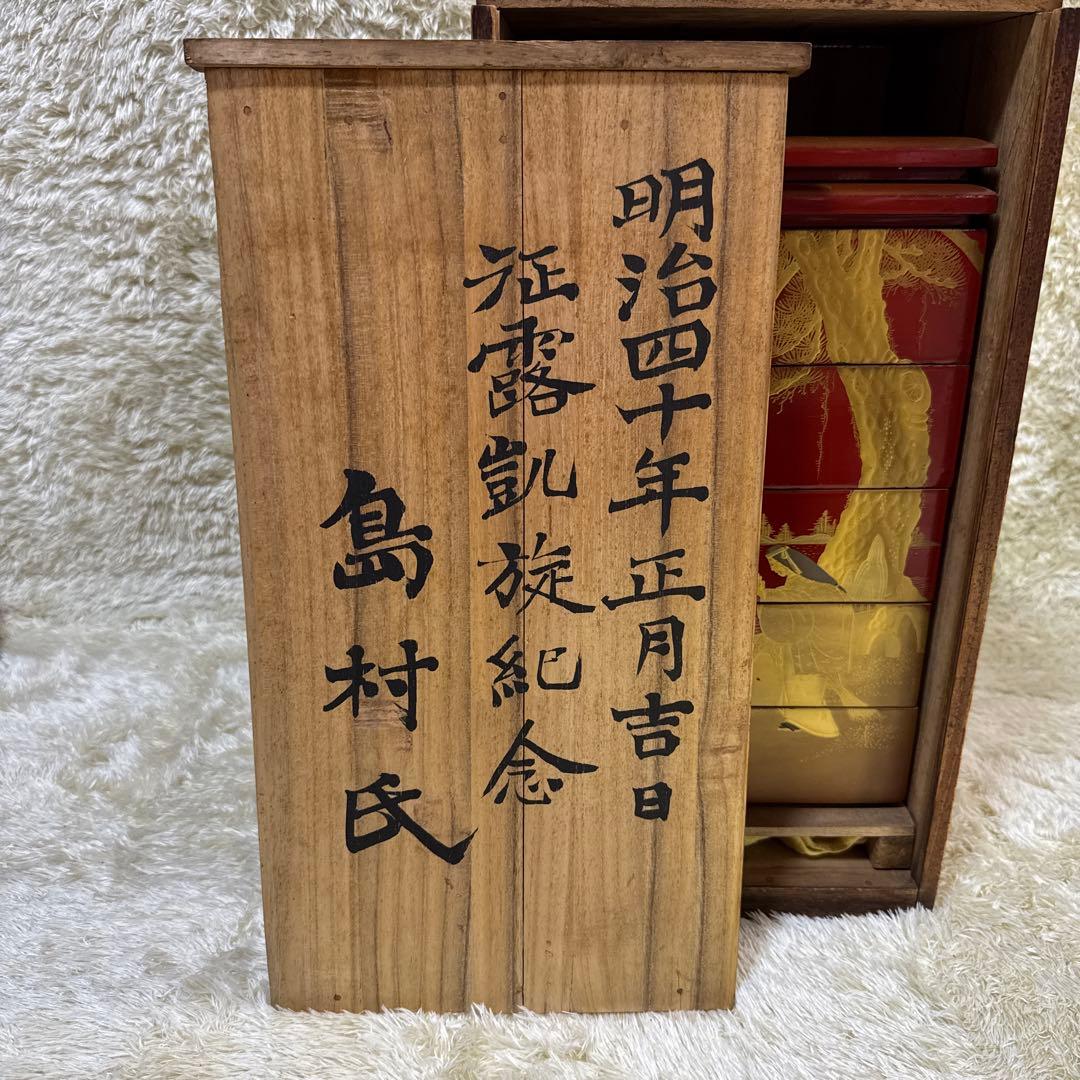 明治四十年正月吉日
征露凱旋紀念
島村氏